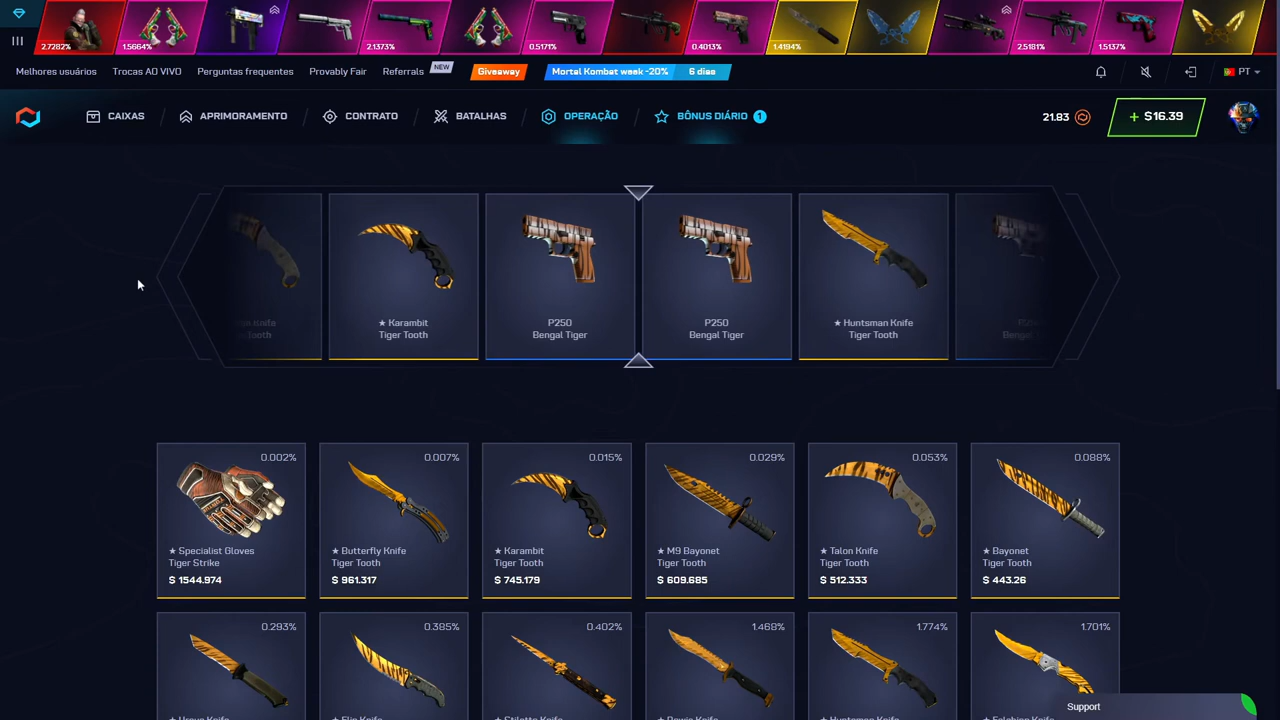 2.7282%
1.5664%
2.1373%
0.5171%
0.4013%
1.4194%
2.5181%
1.5137%
Melhores usuários
Trocas AO VIVO
Perguntas frequentes
Provably Fair
Referrals
NEW
Giveaway
Mortal Kombat week -20%
6 dias
PT
CAIXAS
APRIMORAMENTO
CONTRATO
BATALHAS
OPERAÇÃO
BÔNUS DIÁRIO
1
21.83
+ $16.39
★ Karambit
Tiger Tooth
P250
Bengal Tiger
P250
Bengal Tiger
★ Huntsman Knife
Tiger Tooth
0.002%
★ Specialist Gloves
Tiger Strike
$ 1544.974
0.007%
★ Butterfly Knife
Tiger Tooth
$ 961.317
0.015%
★ Karambit
Tiger Tooth
$ 745.179
0.029%
★ M9 Bayonet
Tiger Tooth
$ 609.685
0.053%
★ Talon Knife
Tiger Tooth
$ 512.333
0.088%
★ Bayonet
Tiger Tooth
$ 443.26
0.293%
0.385%
0.402%
1.468%
1.774%
1.701%
Support